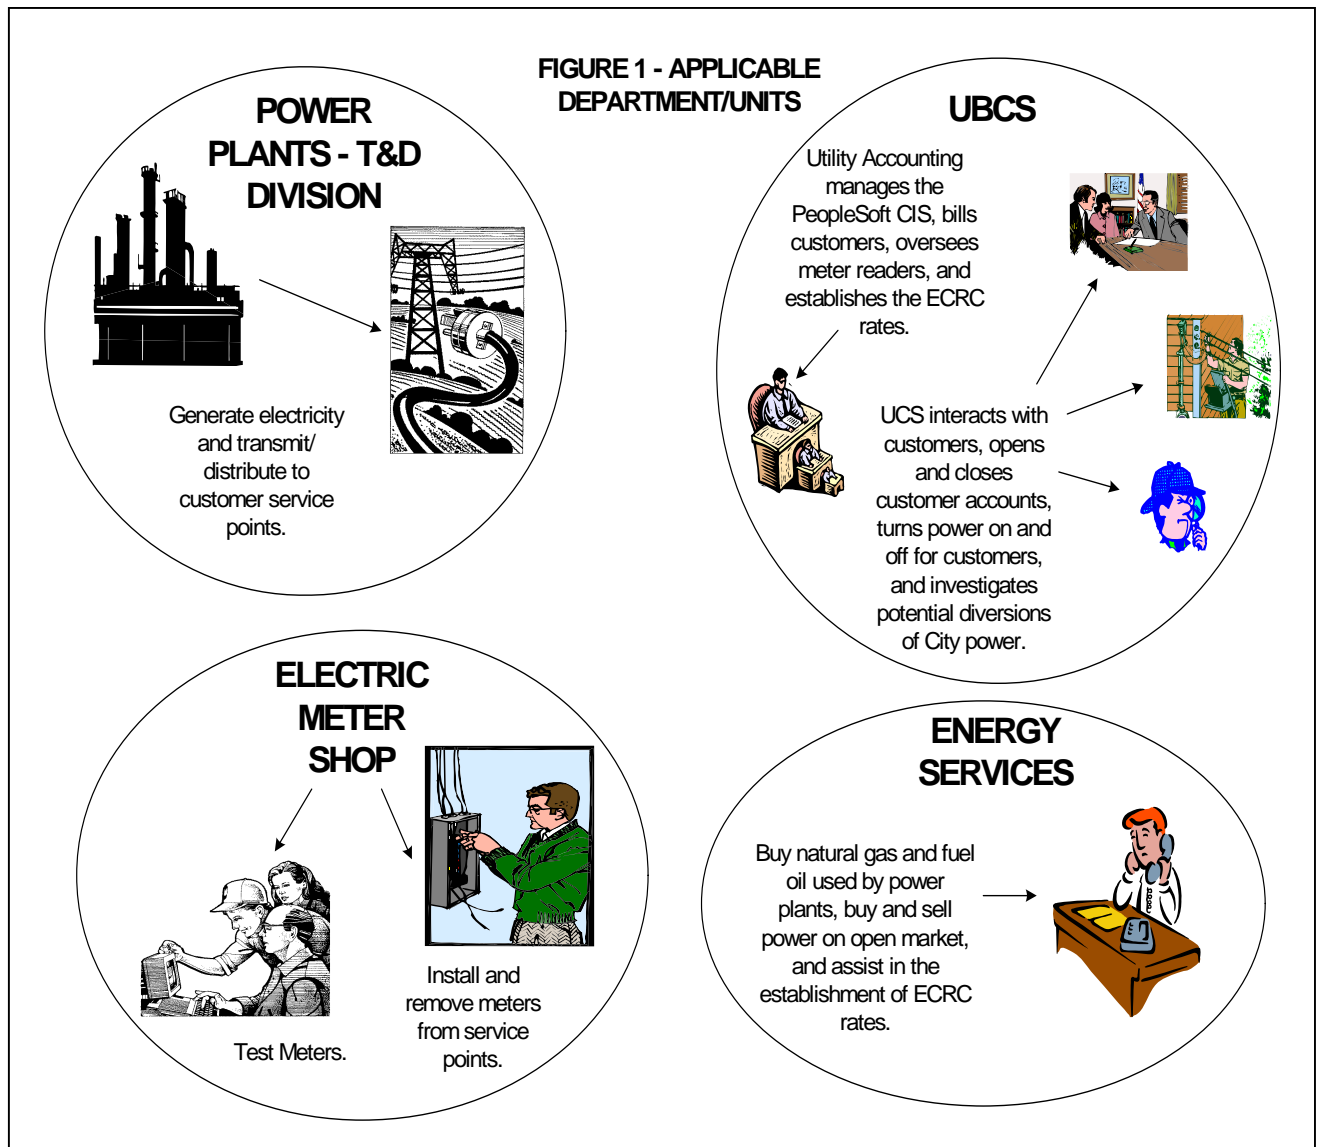 FIGURE 1 - APPLICABLE
DEPARTMENT/UNITS
POWER
PLANTS - T&D
DIVISION
Generate electricity
and transmit/
distribute to
customer service
points.
UBCS
Utility Accounting
manages the
PeopleSoft CIS, bills
customers, oversees
meter readers, and
establishes the ECRC
rates.
UCS interacts with
customers, opens
and closes
customer accounts,
turns power on and
off for customers,
and investigates
potential diversions
of City power.
ELECTRIC
METER
SHOP
Test Meters.
Install and
remove meters
from service
points.
ENERGY
SERVICES
Buy natural gas and fuel
oil used by power
plants, buy and sell
power on open market,
and assist in the
establishment of ECRC
rates.